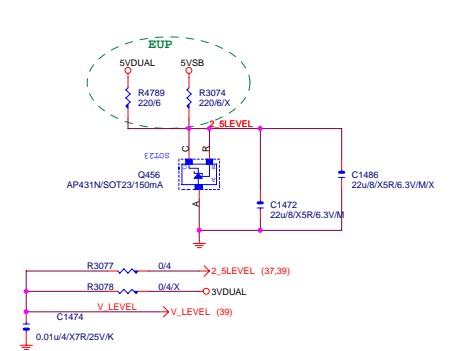 EUP
5VDUAL 5VSB
R4789 R3074
220/6 220/6/X
2_5LEVEL
C R
SOT23
Q456
AP431N/SOT23/150mA
A
C1486
22u/8/X5R/6.3V/M/X
C1472
22u/8/X5R/6.3V/M
R3077 0/4 2_5LEVEL (37,39)
R3078 0/4/X 3VDUAL
V_LEVEL V_LEVEL (39)
C1474
0.01u/4/X7R/25V/K